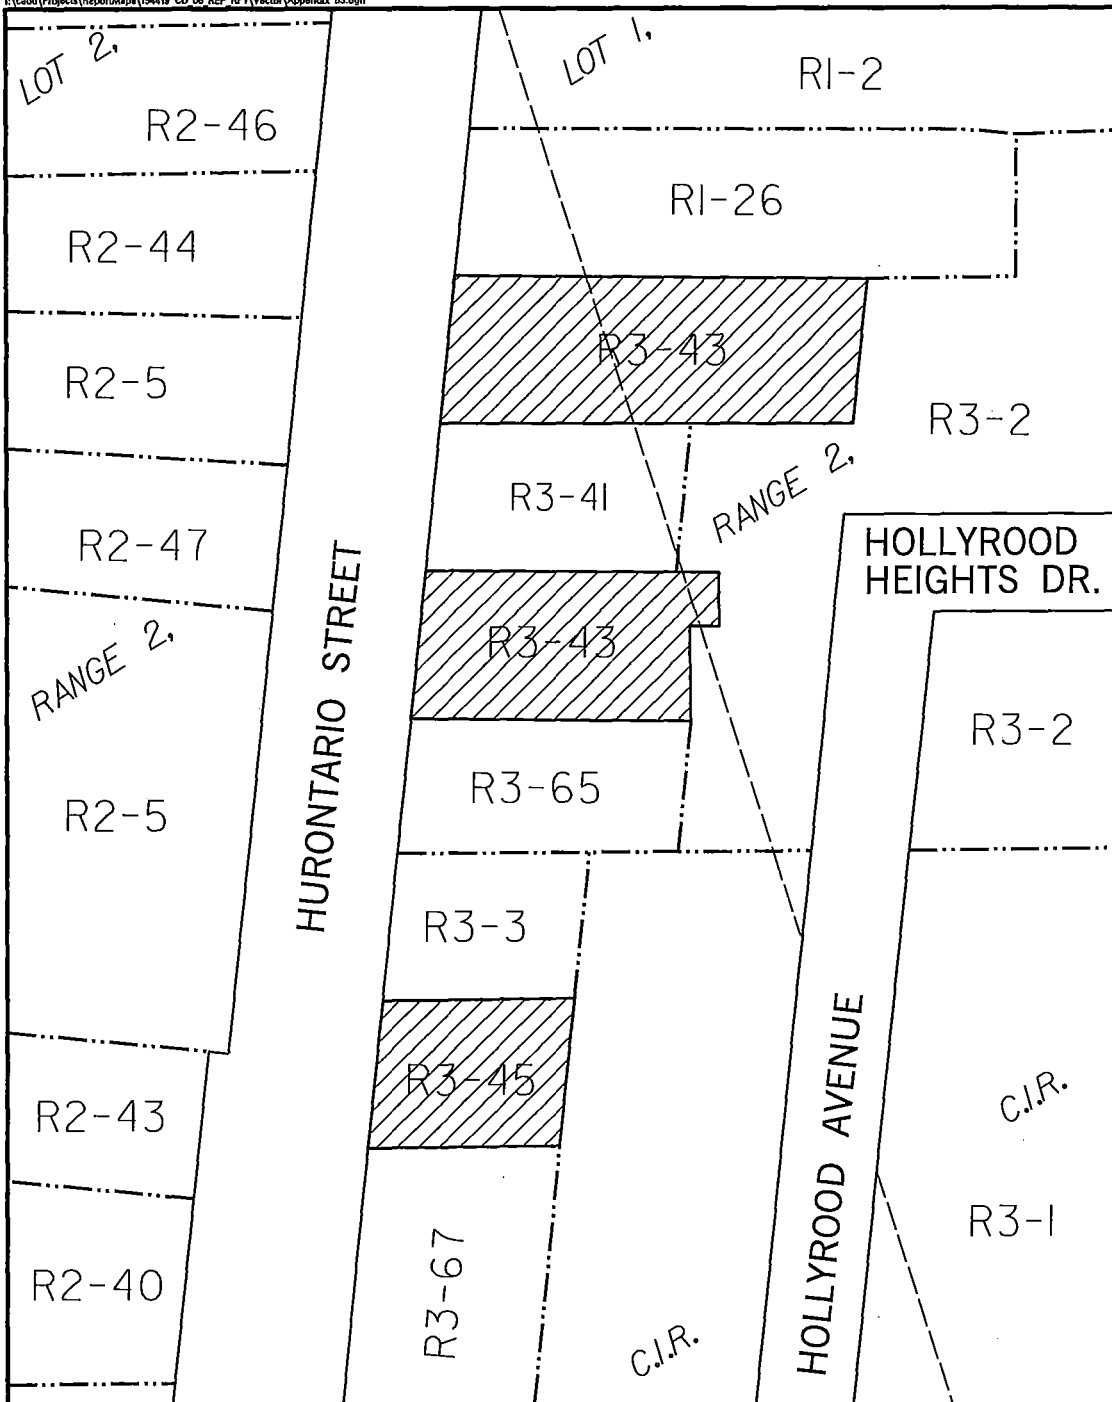 LOT 2,
LOT 1,
R1-2
R2-46
R1-26
R2-44
R3-43
R2-5
R3-2
R3-41
RANGE 2,
R2-47
HOLLYROOD
HEIGHTS DR.
HURONTARIO STREET
R3-43
RANGE 2,
R3-2
R3-65
R2-5
R3-3
R3-45
R2-43
HOLLYROOD AVENUE
C.I.R.
R3-1
R2-40
R3-67
C.I.R.